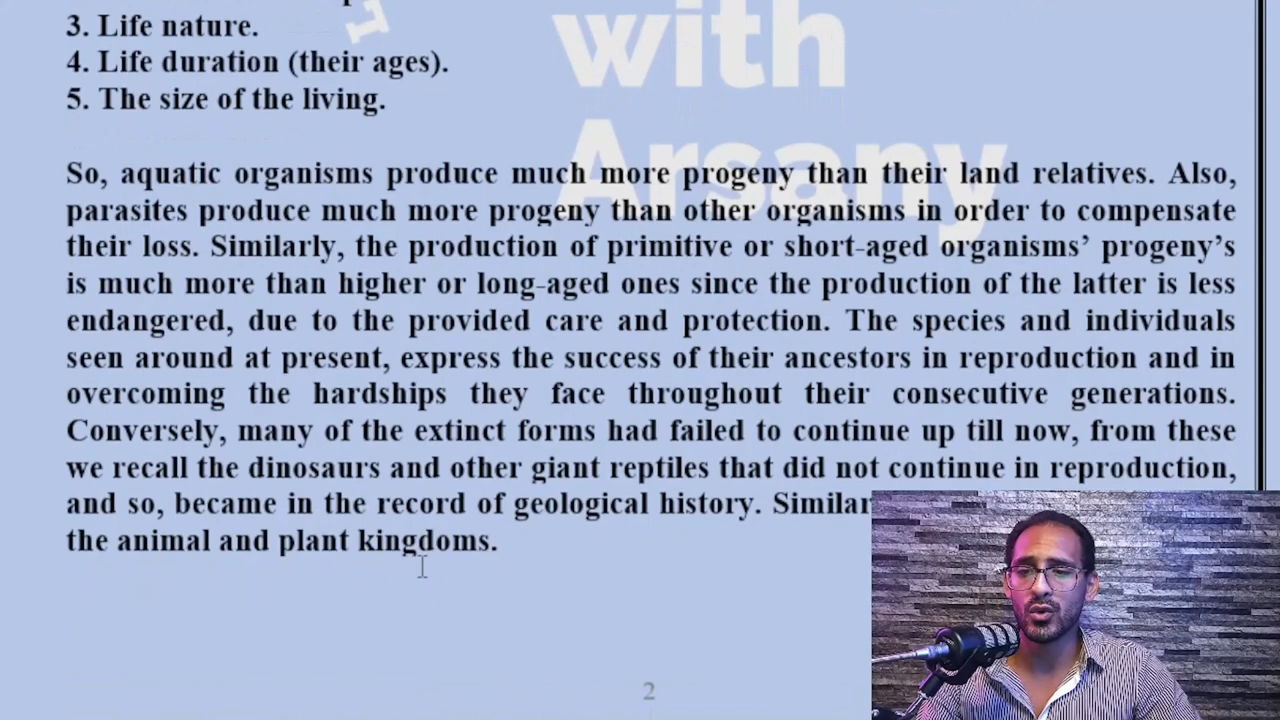 3. Life nature.
4. Life duration (their ages).
5. The size of the living.
with
Arsany
So, aquatic organisms produce much more progeny than their land relatives. Also,
parasites produce much more progeny than other organisms in order to compensate
their loss. Similarly, the production of primitive or short-aged organisms’ progeny’s
is much more than higher or long-aged ones since the production of the latter is less
endangered, due to the provided care and protection. The species and individuals
seen around at present, express the success of their ancestors in reproduction and in
overcoming the hardships they face throughout their consecutive generations.
Conversely, many of the extinct forms had failed to continue up till now, from these
we recall the dinosaurs and other giant reptiles that did not continue in reproduction,
and so, became in the record of geological history.
the animal and plant kingdoms.
2